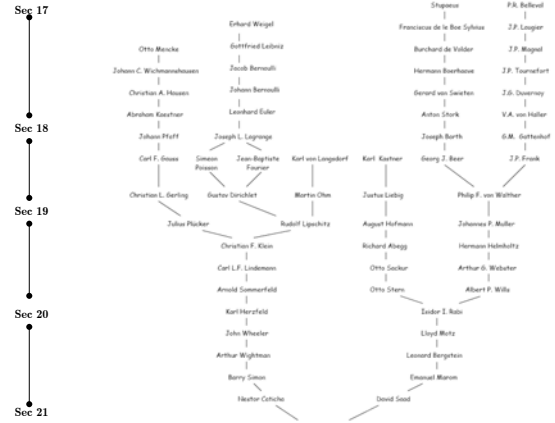 Sec 17
Stupaeus P.R. Belleval
Erhard Weigel Franciscus de le Boe Sylvius J.P. Laugier
Otto Mencke Gottfried Leibniz Burchard de Volder J.P. Magnol
Johann C. Wichmannshausen Jacob Bernoulli Hermann Boerhaave J.P. Tournefort
Christian A. Hausen Johann Bernoulli Gerard van Swieten J.G. Duvernoy
Abraham Kaestner Leonhard Euler Anton Stork V.A. von Haller
Sec 18
Johann Pfaff Joseph L. Lagrange Joseph Barth G.M. Gattenhof
Carl F. Gauss Simeon Poisson Jean-Baptiste Fourier Karl von Langsdorf Karl Kastner Georg J. Beer J.P. Frank
Christian L. Gerling Gustav Dirichlet Martin Ohm Justus Liebig Philip F. von Walther
Sec 19
Julius Plücker Rudolf Lipschitz August Hofmann Johannes P. Muller
Christian F. Klein Richard Abegg Hermann Helmholtz
Carl L.F. Lindemann Otto Sackur Arthur G. Webster
Arnold Sommerfeld Otto Stern Albert P. Wills
Sec 20
Karl Herzfeld Isidor I. Rabi
John Wheeler Lloyd Motz
Arthur Wightman Leonard Bergstein
Barry Simon Emanuel Marom
Nestor Caticha David Saad
Sec 21